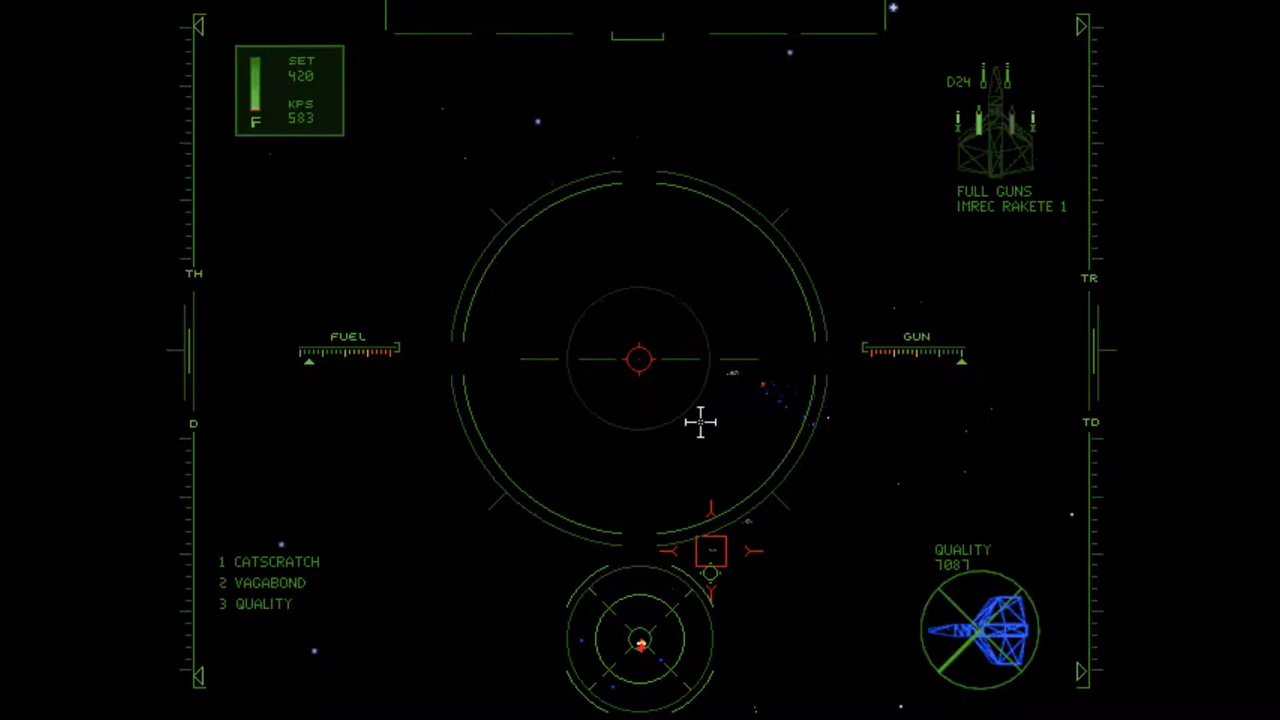 SET
420
KPS
583
F
D24
FULL GUNS
IMREC RAKETE 1
TH
TR
FUEL
GUN
D
TD
1 CATSCRATCH
2 VAGABOND
3 QUALITY
QUALITY
7087